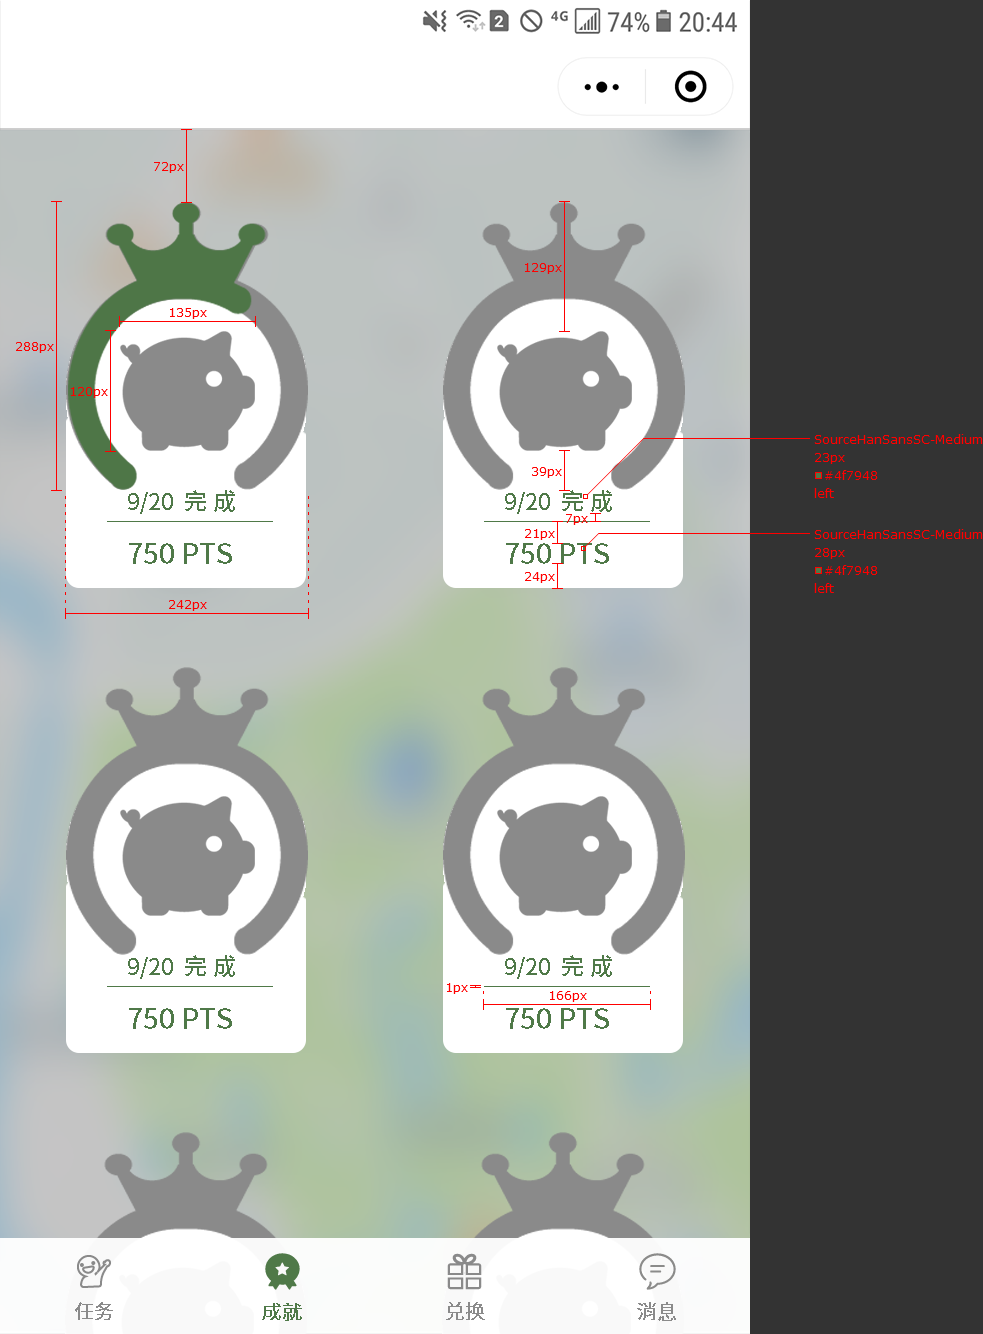 2 4G 74% 20:44
72px
129px
135px
288px
120px
SourceHanSansSC-Medium
23px
#4f7948
left
39px
9/20 完成
9/20 完成
7px
21px
SourceHanSansSC-Medium
28px
#4f7948
left
750 PTS
750 PTS
24px
242px
9/20 完成
9/20 完成
1px
166px
750 PTS
750 PTS
任务
成就
兑换
消息